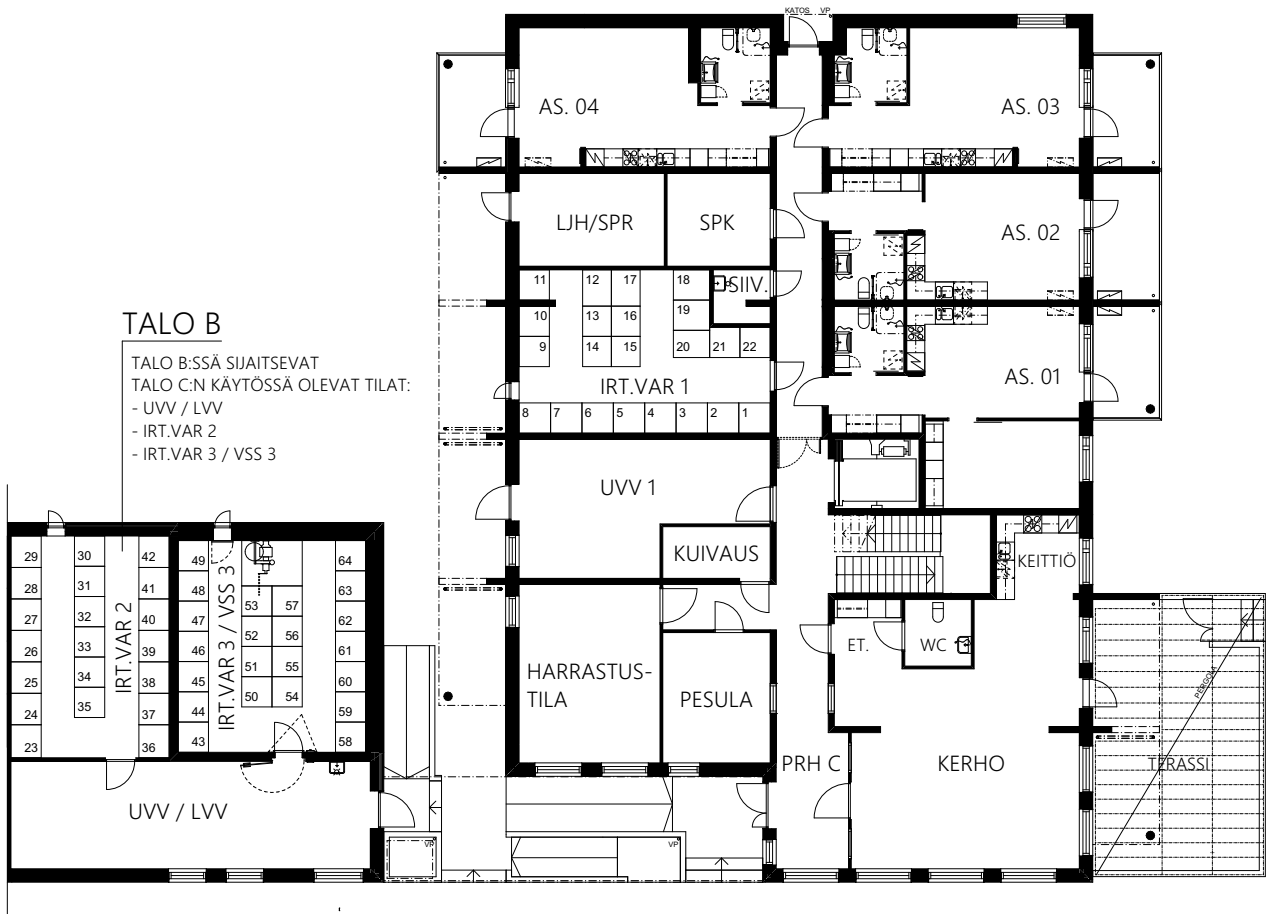 KATOS VP
AS. 04
AS. 03
LJH/SPR
SPK
AS. 02
SIIV.
11 12 17 18
10 13 16 19
9 14 15 20 21 22
IRT.VAR 1
8 7 6 5 4 3 2 1
AS. 01
TALO B
TALO B:SSÄ SIJAITSEVAT
TALO C:N KÄYTÖSSÄ OLEVAT TILAT:
- UVV / LVV
- IRT.VAR 2
- IRT.VAR 3 / VSS 3
UVV 1
KUIVAUS
KEITTIÖ
29 30 42
28 31 41
27 32 40
26 33 39
25 34 38
24 35 37
23 36
IRT.VAR 2
49 64
48 53 57 63
47 52 56 62
46 51 55 61
45 50 54 60
44 59
43 58
IRT.VAR 3 / VSS 3
UVV / LVV
HARRASTUS-
TILA
PESULA
ET.
WC
PRH C
KERHO
PERGOLA
TERASSI
VP
VP